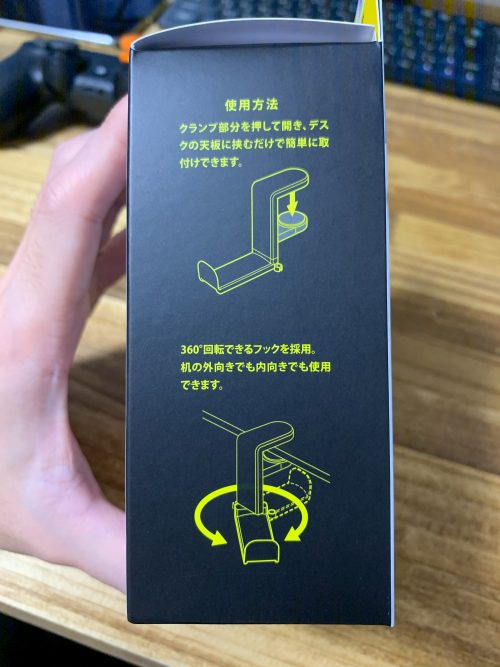 使用方法
クランプ部分を押して開き、デス
クの天板に挟むだけで簡単に取
付けできます。
360°回転できるフックを採用。
机の外向きでも内向きでも使用
できます。